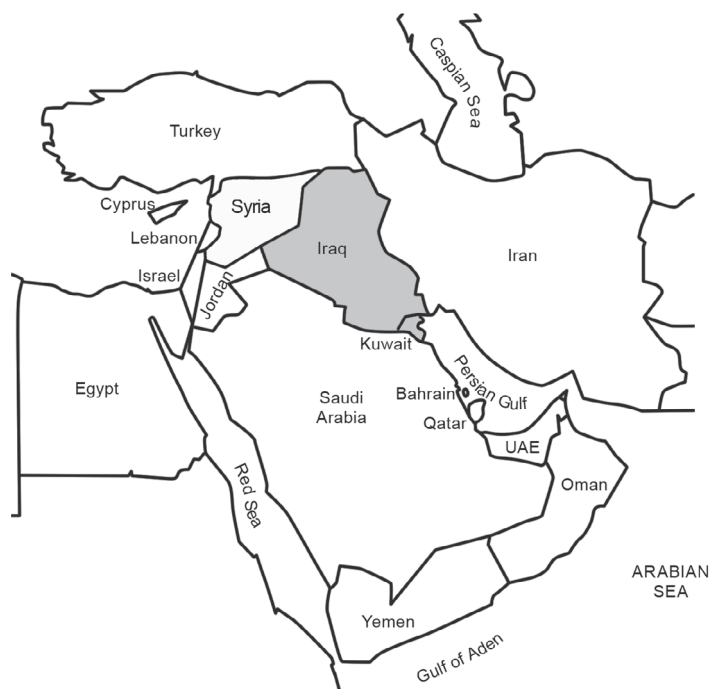 Caspian Sea
Turkey
Cyprus
Syria
Lebanon
Iraq
Iran
Israel
Jordan
Kuwait
Egypt
Saudi
Arabia
Bahrain
Persian Gulf
Qatar
UAE
Red Sea
Oman
ARABIAN
SEA
Yemen
Gulf of Aden